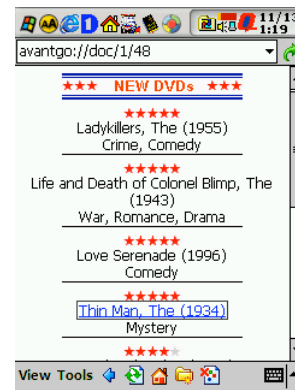 11/13
1:19
avantgo://doc/1/48
★★★ NEW DVDs ★★★
★★★★★
Ladykillers, The (1955)
Crime, Comedy
★★★★★
Life and Death of Colonel Blimp, The
(1943)
War, Romance, Drama
★★★★★
Love Serenade (1996)
Comedy
★★★★★
Thin Man, The (1934)
Mystery
★★★★★
View Tools